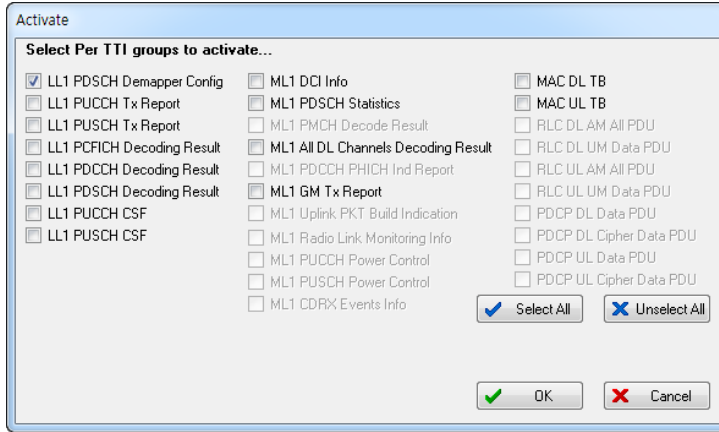 Activate
Select Per TTI groups to activate...
LL1 PDSCH Demapper Config
LL1 PUCCH Tx Report
LL1 PUSCH Tx Report
LL1 PCFICH Decoding Result
LL1 PDCCH Decoding Result
LL1 PDSCH Decoding Result
LL1 PUCCH CSF
LL1 PUSCH CSF
ML1 DCI Info
ML1 PDSCH Statistics
ML1 PMCH Decode Result
ML1 All DL Channels Decoding Result
ML1 PDCCH PHICH Ind Report
ML1 GM Tx Report
ML1 Uplink PKT Build Indication
ML1 Radio Link Monitoring Info
ML1 PUCCH Power Control
ML1 PUSCH Power Control
ML1 CDRX Events Info
MAC DL TB
MAC UL TB
RLC DL AM All PDU
RLC DL UM Data PDU
RLC UL AM All PDU
RLC UL UM Data PDU
PDCP DL Data PDU
PDCP DL Cipher Data PDU
PDCP UL Data PDU
PDCP UL Cipher Data PDU
Select All
Unselect All
OK
Cancel